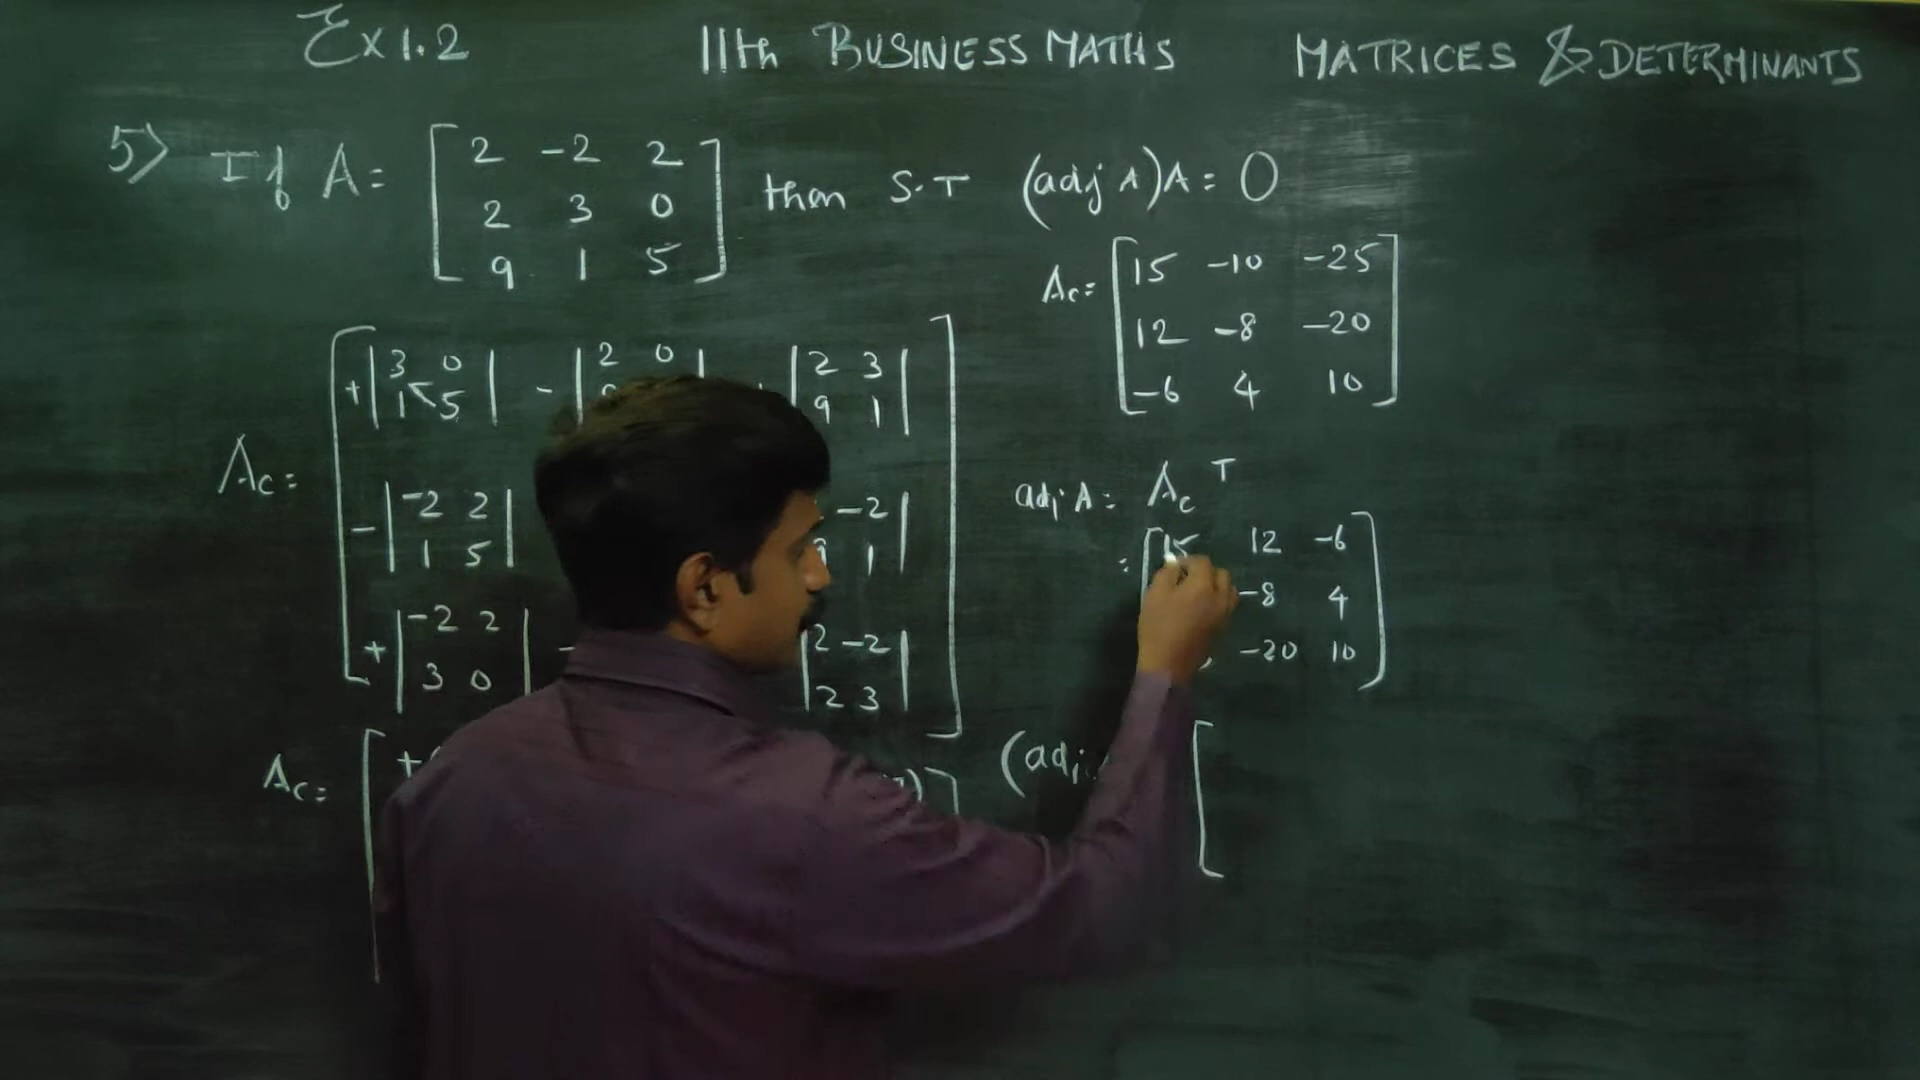 Ex 1.2 11th BUSINESS MATHS MATRICES & DETERMINANTS
5) If A = [ 2 -2 2
2 3 0
9 1 5 ] then S.T (adj A)A = 0
Ac = [ 15 -10 -25
12 -8 -20
-6 4 10 ]
Ac = [ + | 3 0 | - | 2 0 | | 2 3 |
| 1 5 | | 9 1 |
- | -2 2 | -2 |
| 1 5 | 1 |
+ | -2 2 | - | 2 -2 |
| 3 0 | | 2 3 | ]
adj A = Ac T
= [ 15 12 -6
-8 4
-20 10 ]
Ac = [ +
(adj [